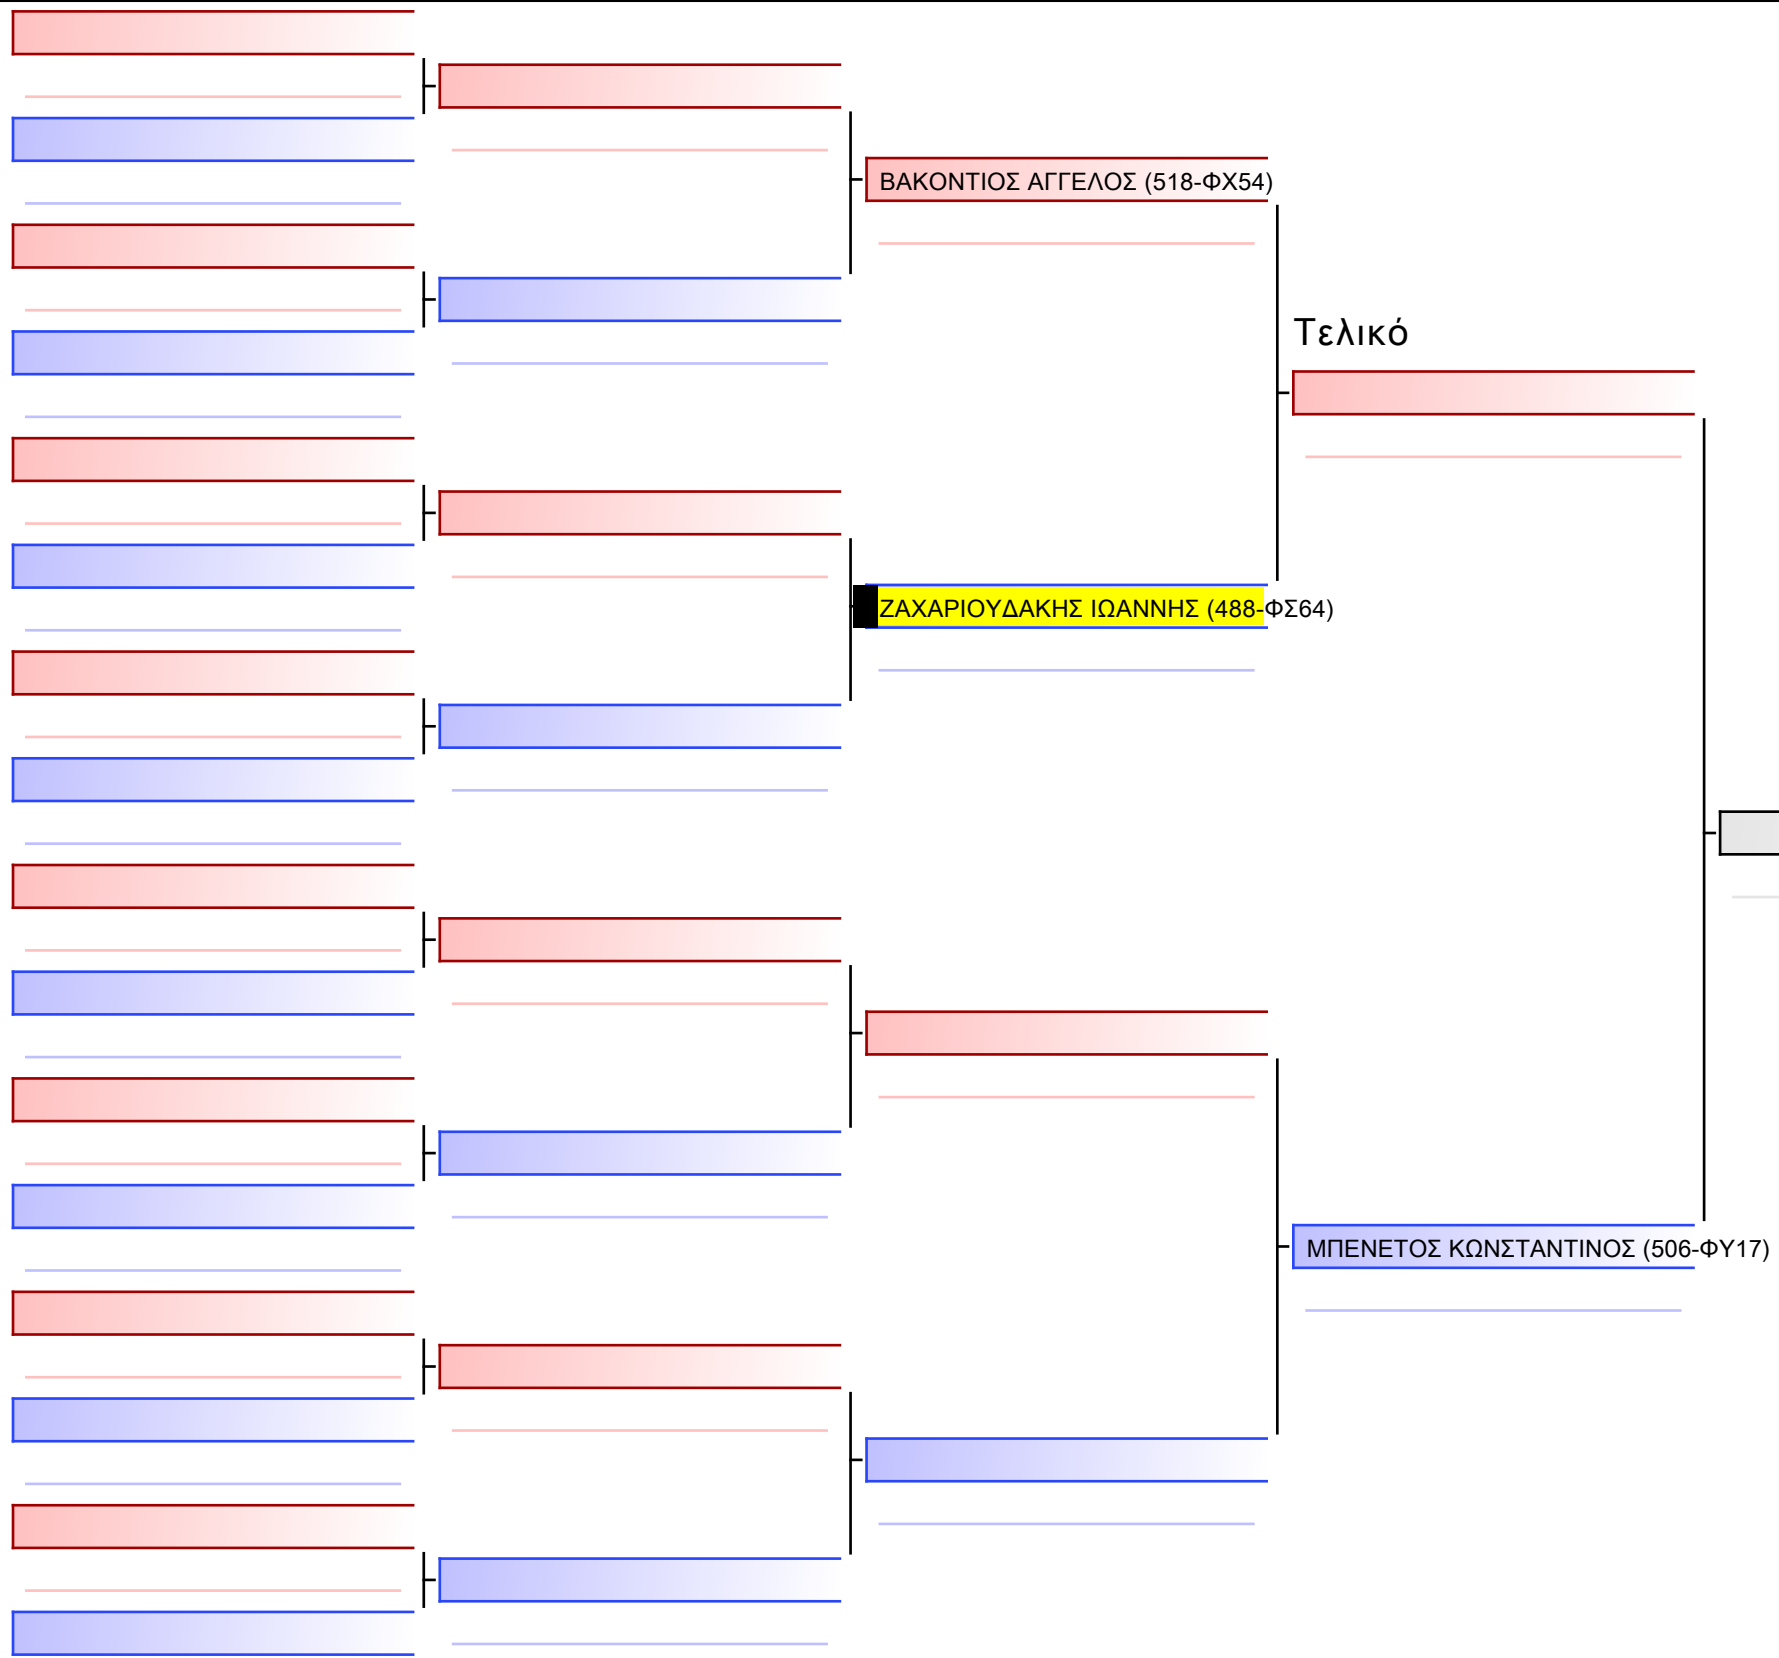 ΒΑΚΟΝΤΙΟΣ ΑΓΓΕΛΟΣ (518-ΦΧ54)
Τελικό
ΖΑΧΑΡΙΟΥΔΑΚΗΣ ΙΩΑΝΝΗΣ (488-ΦΣ64)
ΜΠΕΝΕΤΟΣ ΚΩΝΣΤΑΝΤΙΝΟΣ (506-ΦΥ17)